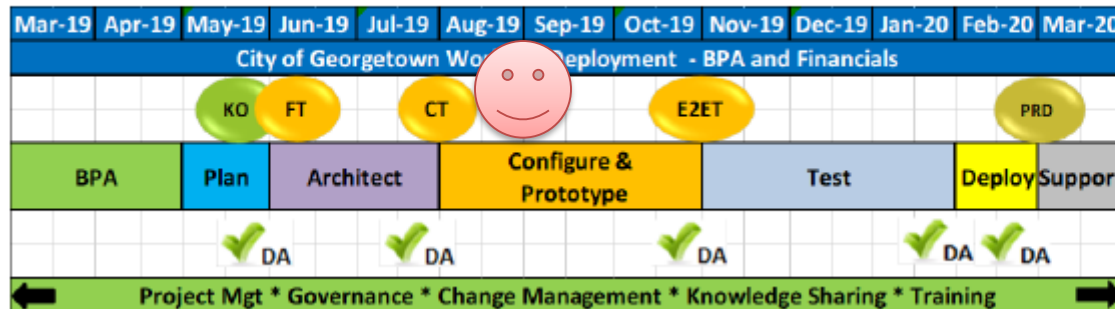 Mar-19 Apr-19 May-19 Jun-19 Jul-19 Aug-19 Sep-19 Oct-19 Nov-19 Dec-19 Jan-20 Feb-20 Mar-20
City of Georgetown Deployment - BPA and Financials
KO FT CT E2ET PRD
BPA Plan Architect Configure & Prototype Test Deploy Suppor
DA DA DA DA DA
Project Mgt * Governance * Change Management * Knowledge Sharing * Training